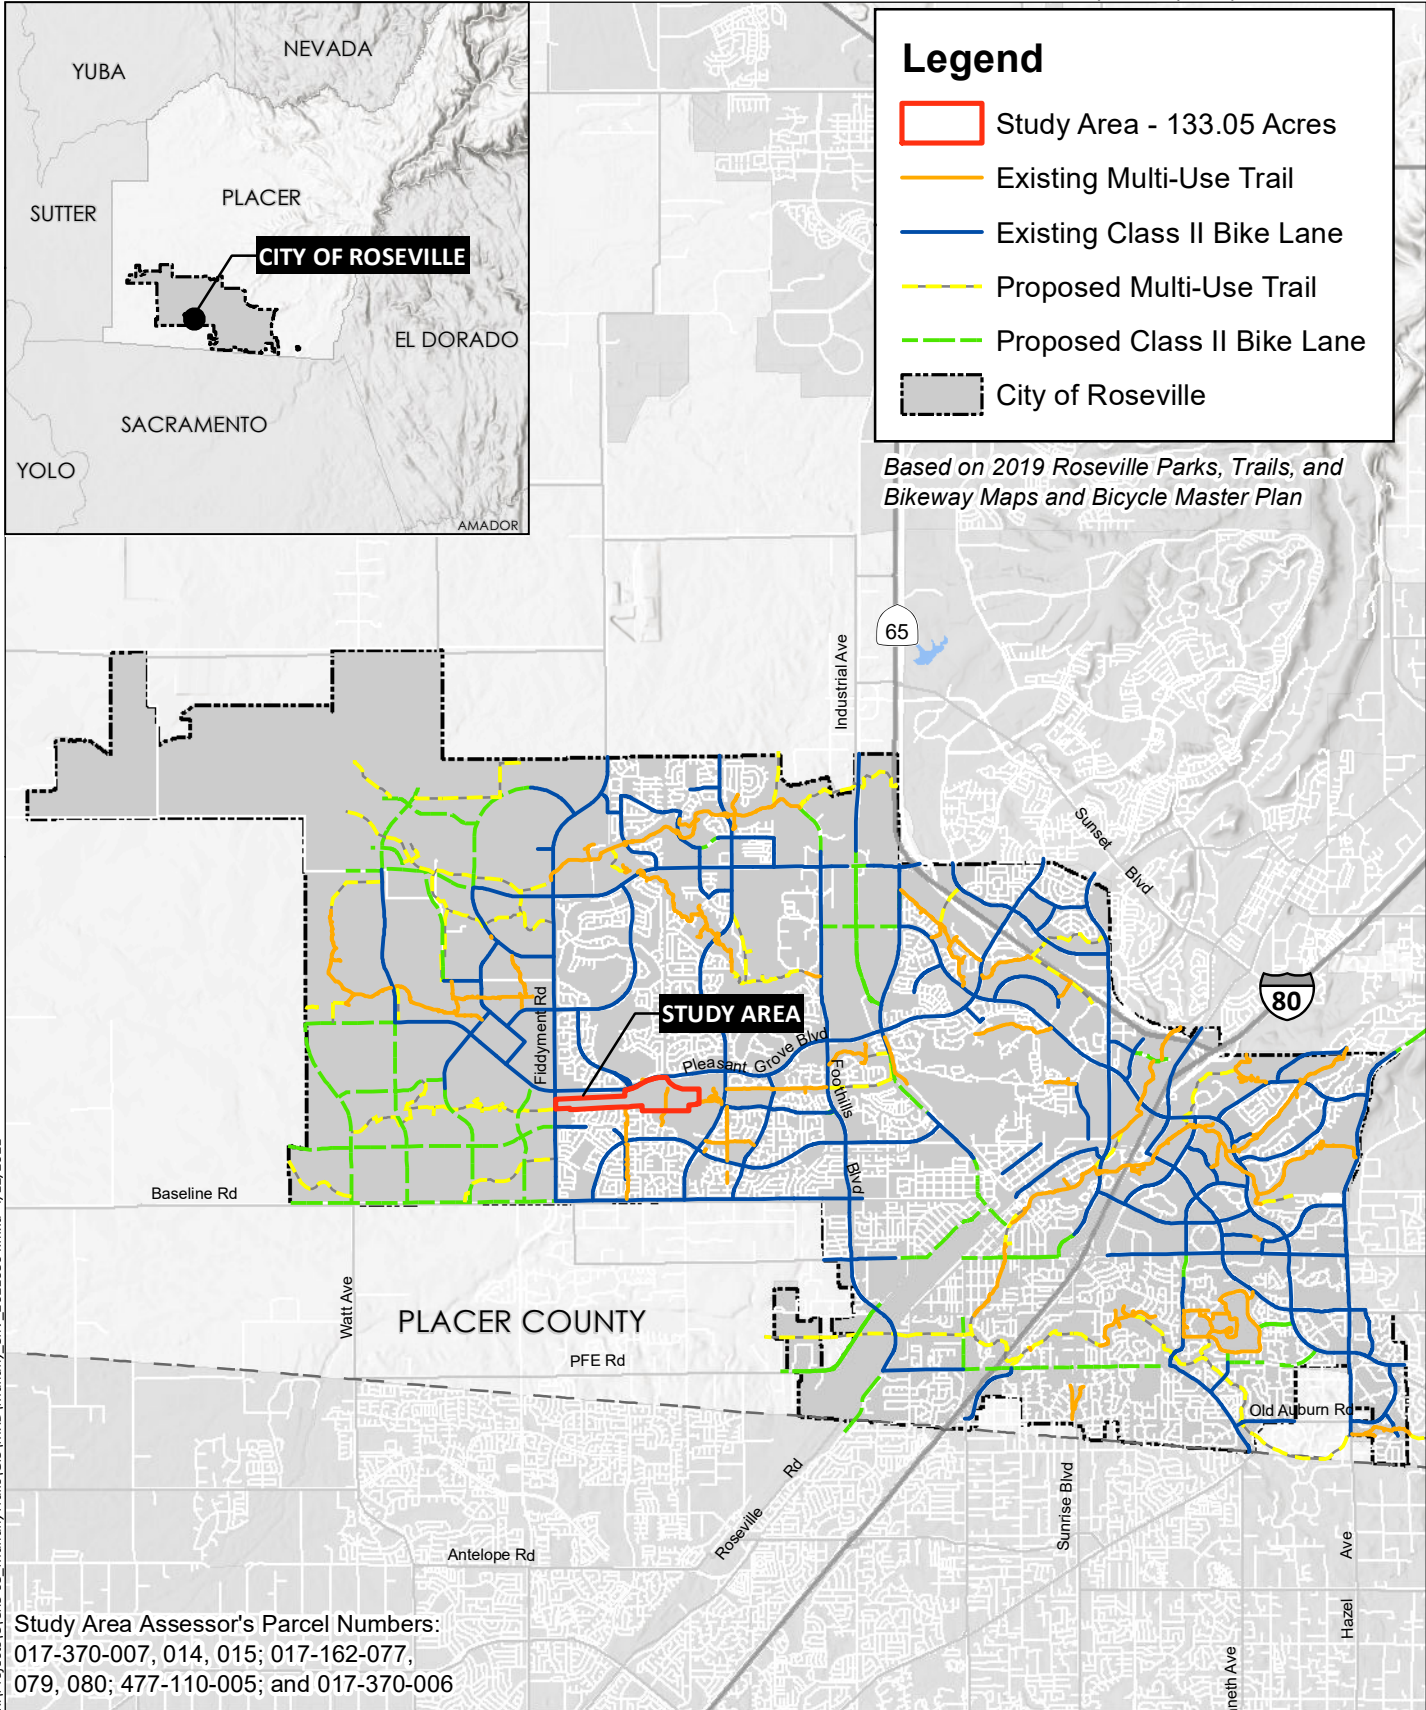 NEVADA
YUBA
PLACER
SUTTER
CITY OF ROSEVILLE
EL DORADO
SACRAMENTO
YOLO
AMADOR
Legend
Study Area - 133.05 Acres
Existing Multi-Use Trail
Existing Class II Bike Lane
Proposed Multi-Use Trail
Proposed Class II Bike Lane
City of Roseville
Based on 2019 Roseville Parks, Trails, and
Bikeway Maps and Bicycle Master Plan
65
Industrial Ave
Sunset Blvd
80
Fiddyment Rd
STUDY AREA
Pleasant Grove Blvd
Foothills Blvd
Baseline Rd
Watt Ave
PLACER COUNTY
PFE Rd
Old Auburn Rd
Roseville Rd
Sunrise Blvd
Antelope Rd
Hazel Ave
neth Ave
Study Area Assessor's Parcel Numbers:
017-370-007, 014, 015; 017-162-077,
079, 080; 477-110-005; and 017-370-006